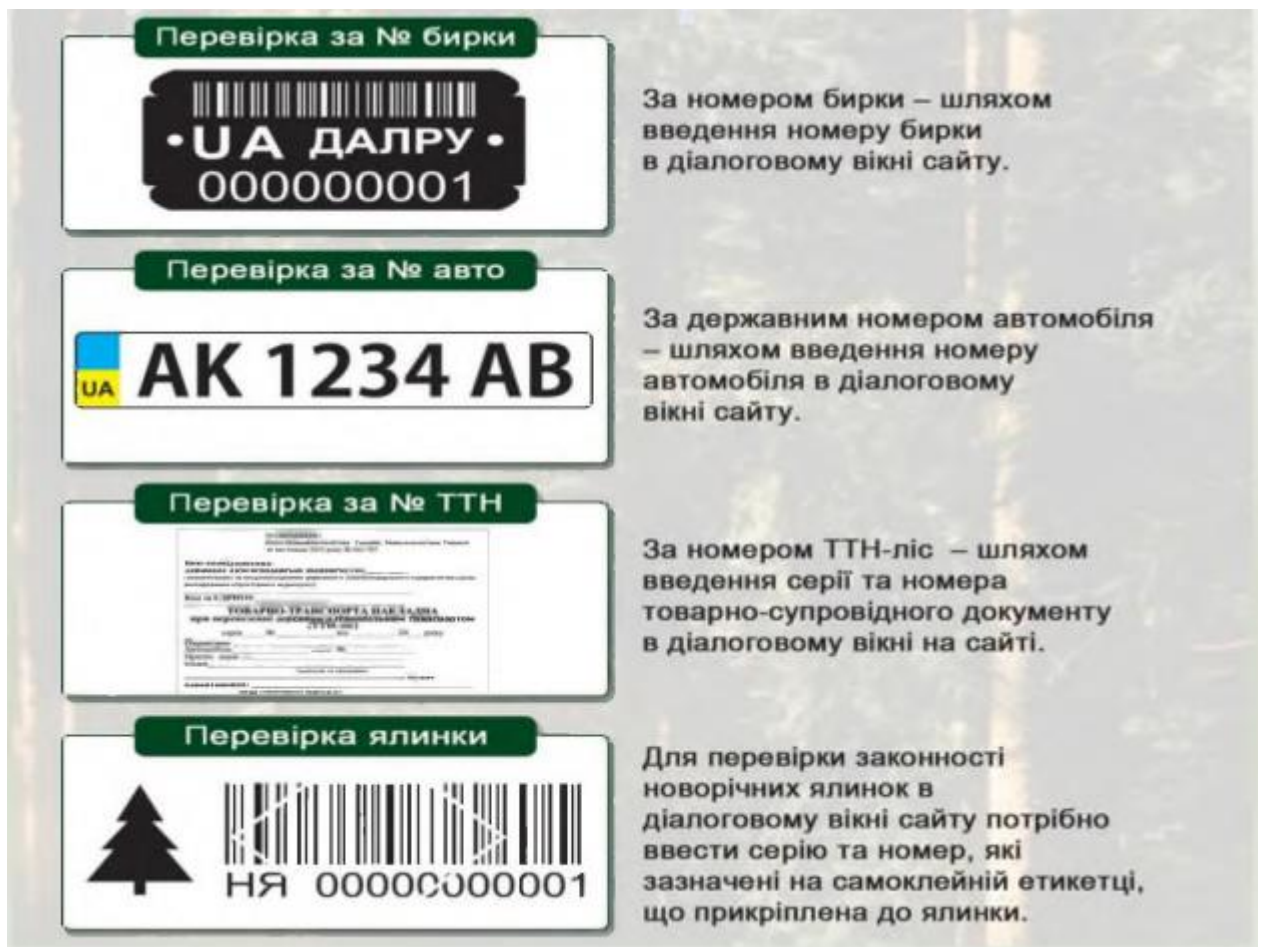 Перевірка за № бирки
•UA ДАЛРУ•
000000001
За номером бирки – шляхом
введення номеру бирки
в діалоговому вікні сайту.
Перевірка за № авто
UA AK 1234 AB
За державним номером автомобіля
– шляхом введення номеру
автомобіля в діалоговому
вікні сайту.
Перевірка за № ТТН
ТОВАРНО-ТРАНСПОРТА НАКЛАДНА
За номером ТТН-ліс – шляхом
введення серії та номера
товарно-супровідного документу
в діалоговому вікні на сайті.
Перевірка ялинки
НЯ 00000000001
Для перевірки законності
новорічних ялинок в
діалоговому вікні сайту потрібно
ввести серію та номер, які
зазначені на самоклейній етикетці,
що прикріплена до ялинки.